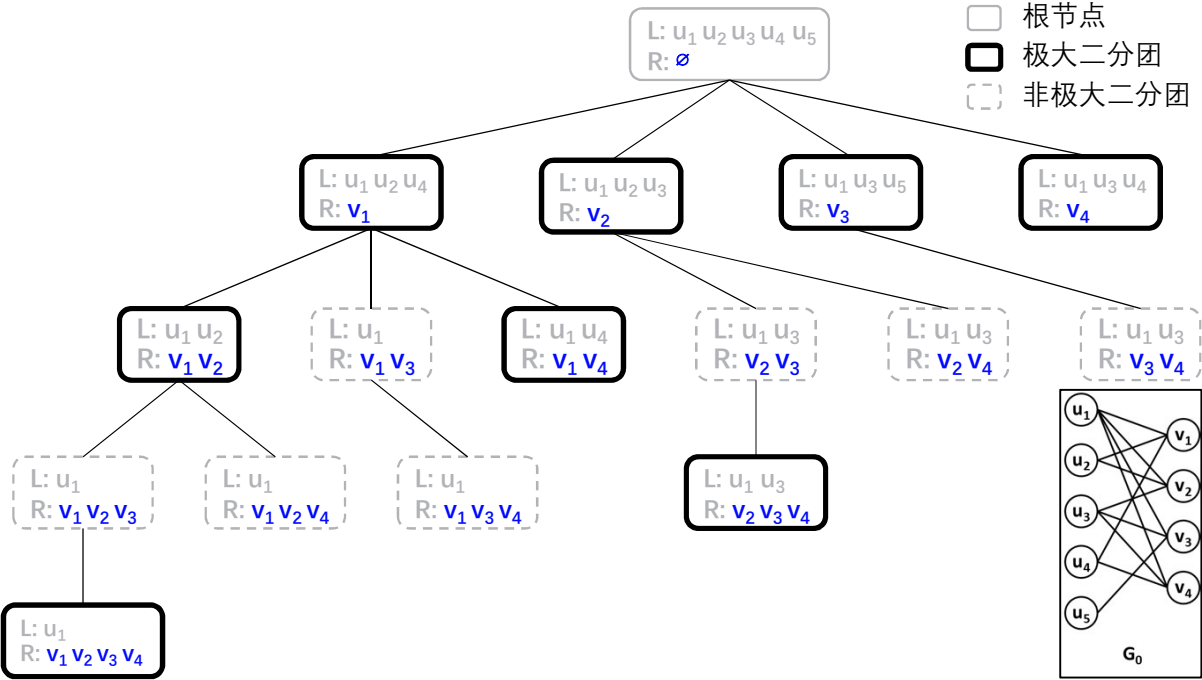 L: u1 u2 u3 u4 u5
R: ∅
根节点
极大二分团
非极大二分团
L: u1 u2 u4
R: v1
L: u1 u2 u3
R: v2
L: u1 u3 u5
R: v3
L: u1 u3 u4
R: v4
L: u1 u2
R: v1 v2
L: u1
R: v1 v3
L: u1 u4
R: v1 v4
L: u1 u3
R: v2 v3
L: u1 u3
R: v2 v4
L: u1 u3
R: v3 v4
L: u1
R: v1 v2 v3
L: u1
R: v1 v2 v4
L: u1
R: v1 v3 v4
L: u1 u3
R: v2 v3 v4
L: u1
R: v1 v2 v3 v4
u1
v1
u2
v2
u3
v3
u4
v4
u5
G0